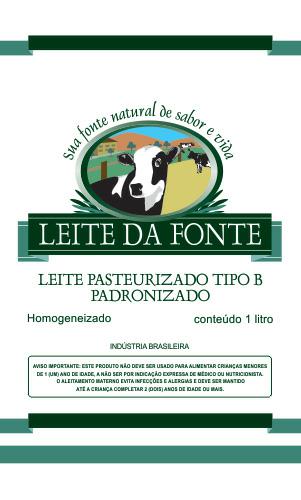 Sua fonte natural de sabor e vida
LEITE DA FONTE
LEITE PASTEURIZADO TIPO B
PADRONIZADO
Homogeneizado
conteúdo 1 litro
INDÚSTRIA BRASILEIRA
AVISO IMPORTANTE: ESTE PRODUTO NÃO DEVE SER USADO PARA ALIMENTAR CRIANÇAS MENORES
DE 1 (UM) ANO DE IDADE, A NÃO SER POR INDICAÇÃO EXPRESSA DE MÉDICO OU NUTRICIONISTA.
O ALEITAMENTO MATERNO EVITA INFECÇÕES E ALERGIAS E DEVE SER MANTIDO
ATÉ A CRIANÇA COMPLETAR 2 (DOIS) ANOS DE IDADE OU MAIS.